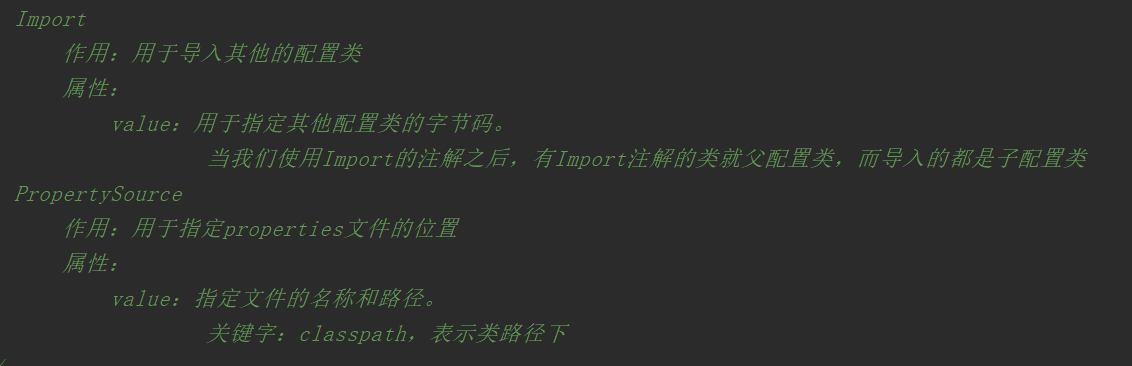 Import
作用：用于导入其他的配置类
属性：
value：用于指定其他配置类的字节码。
当我们使用Import的注解之后，有Import注解的类就父配置类，而导入的都是子配置类
PropertySource
作用：用于指定properties文件的位置
属性：
value：指定文件的名称和路径。
关键字：classpath，表示类路径下